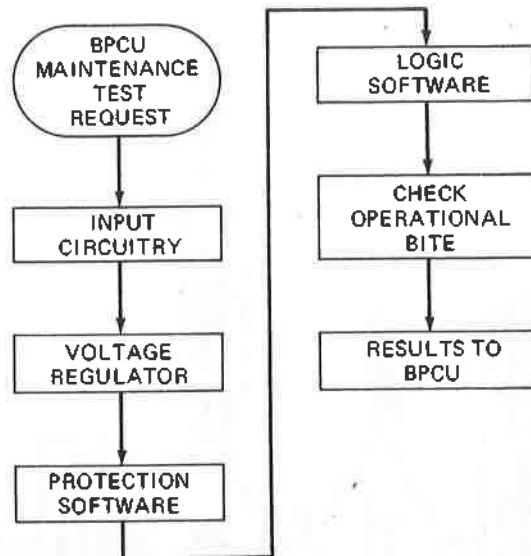 BPCU
MAINTENANCE
TEST
REQUEST
INPUT
CIRCUITRY
VOLTAGE
REGULATOR
PROTECTION
SOFTWARE
LOGIC
SOFTWARE
CHECK
OPERATIONAL
BITE
RESULTS TO
BPCU